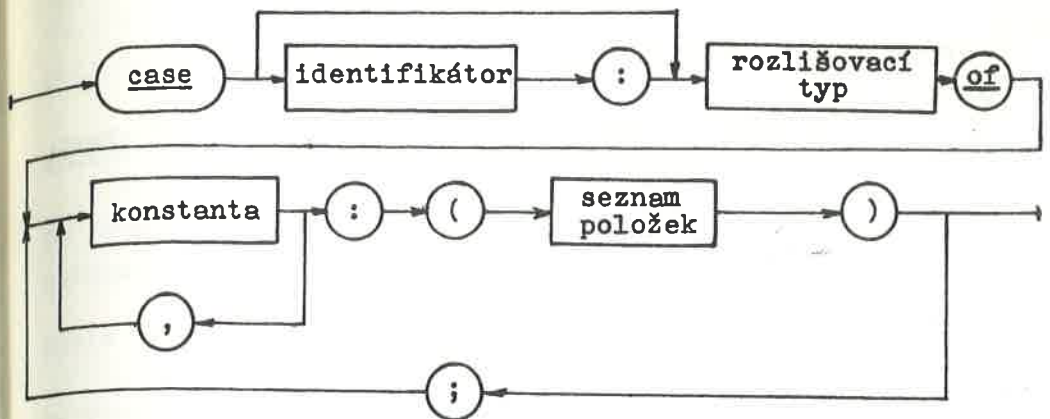 case identifikátor : rozlišovací typ of
konstanta : ( seznam položek )
,
;